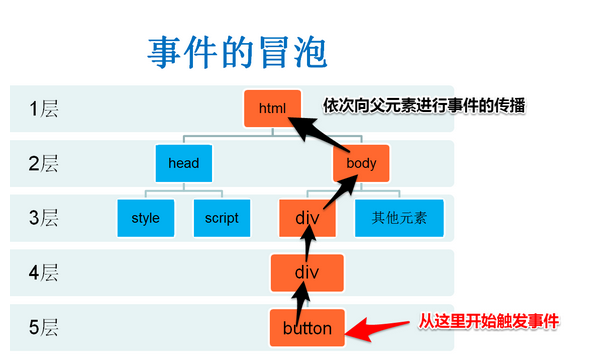 事件的冒泡
1层
html
依次向父元素进行事件的传播
2层
head
body
3层
style
script
div
其他元素
4层
div
5层
button
从这里开始触发事件